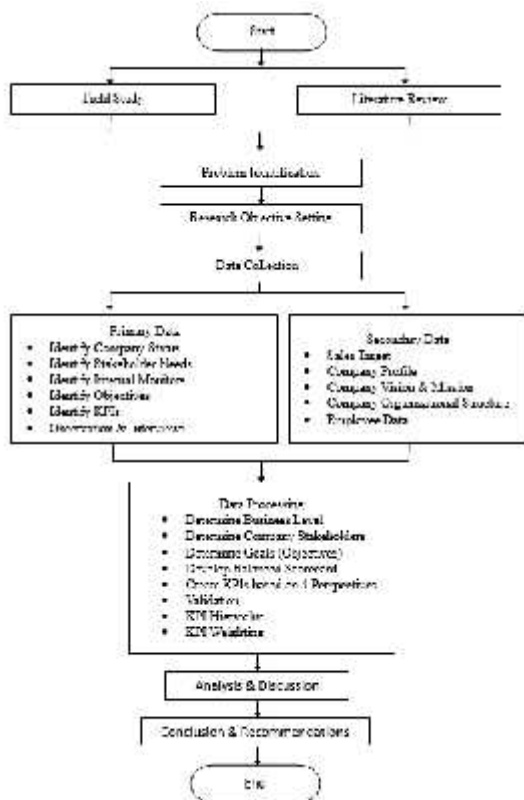 Start
Field Study
Literature Review
Problem Identification
Research Objective Setting
Data Collection
Primary Data
• Identify Company Status
• Identify Stakeholder Needs
• Identify Internal Monitors
• Identify Objectives
• Identify KPIs
• Observation & Interviews
Secondary Data
• Sales Target
• Company Profile
• Company Vision & Mission
• Company Organizational Structure
• Employee Data
Data Processing
• Determine Business Level
• Determine Company Stakeholders
• Determine Goals (Objectives)
• Develop Balanced Scorecard
• Create KPIs based on 4 Perspectives
• Validation
• KPI Hierarchy
• KPI Weighting
Analysis & Discussion
Conclusion & Recommendations
End